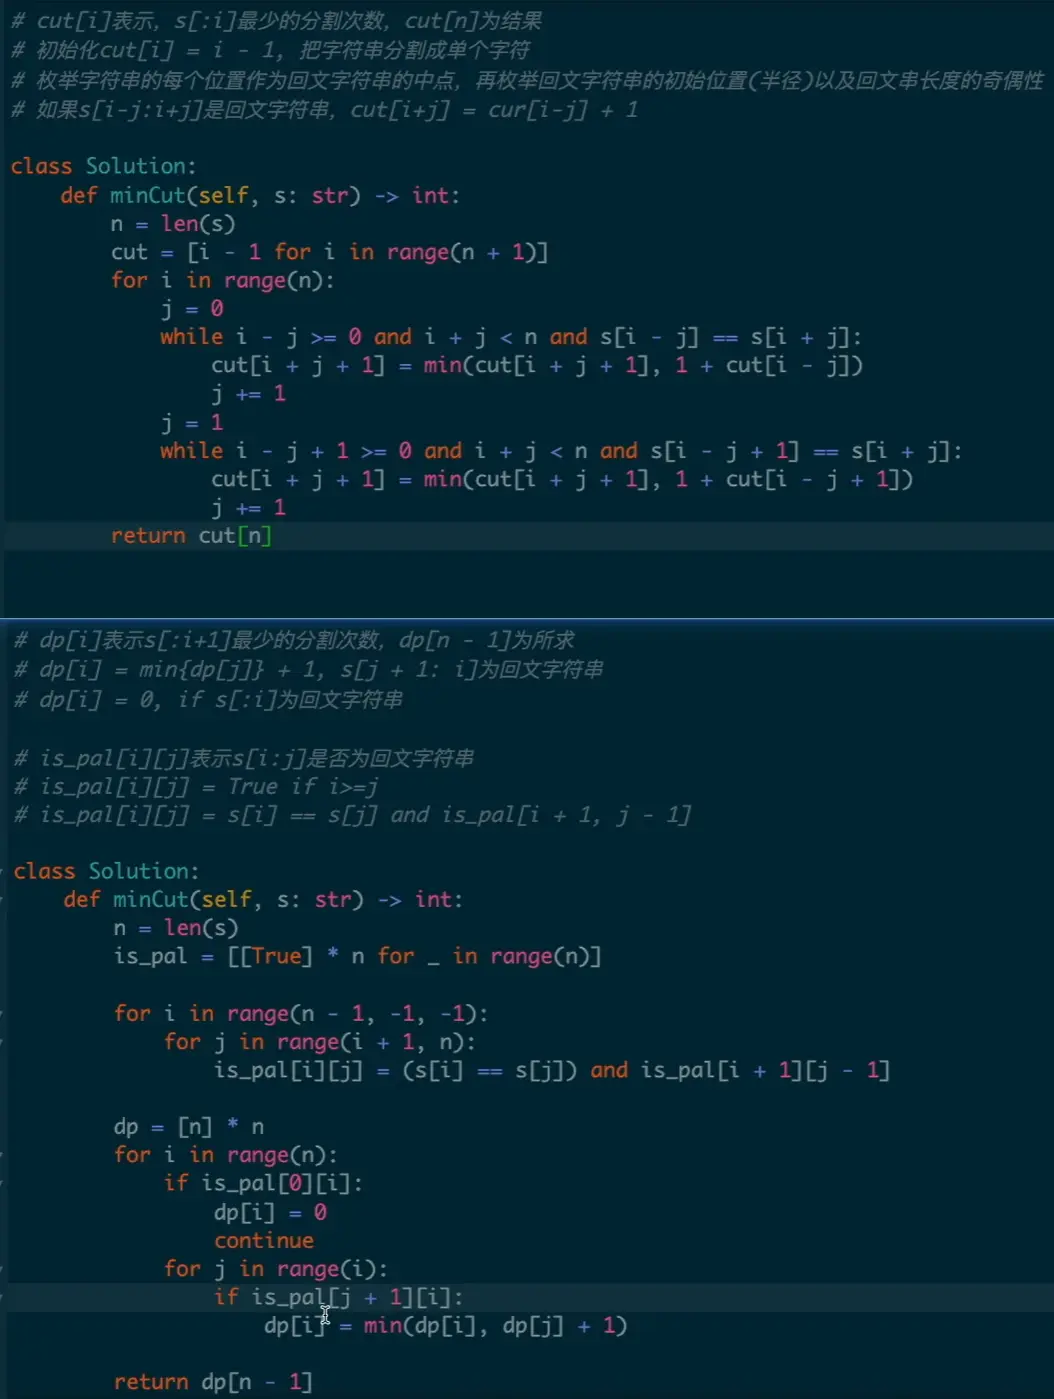 # cut[i]表示, s[:i]最少的分割次数, cut[n]为结果
# 初始化cut[i] = i - 1, 把字符串分割成单个字符
# 枚举字符串的每个位置作为回文字符串的中点, 再枚举回文字符串的初始位置(半径)以及回文串长度的奇偶性
# 如果s[i-j:i+j]是回文字符串, cut[i+j] = cur[i-j] + 1
class Solution:
    def minCut(self, s: str) -> int:
        n = len(s)
        cut = [i - 1 for i in range(n + 1)]
        for i in range(n):
            j = 0
            while i - j >= 0 and i + j < n and s[i - j] == s[i + j]:
                cut[i + j + 1] = min(cut[i + j + 1], 1 + cut[i - j])
                j += 1
            j = 1
            while i - j + 1 >= 0 and i + j < n and s[i - j + 1] == s[i + j]:
                cut[i + j + 1] = min(cut[i + j + 1], 1 + cut[i - j + 1])
                j += 1
        return cut[n]
# dp[i]表示s[:i+1]最少的分割次数, dp[n - 1]为所求
# dp[i] = min{dp[j]} + 1, s[j + 1: i]为回文字符串
# dp[i] = 0, if s[:i]为回文字符串
# is_pal[i][j]表示s[i:j]是否为回文字符串
# is_pal[i][j] = True if i>=j
# is_pal[i][j] = s[i] == s[j] and is_pal[i + 1, j - 1]
class Solution:
    def minCut(self, s: str) -> int:
        n = len(s)
        is_pal = [[True] * n for _ in range(n)]
        for i in range(n - 1, -1, -1):
            for j in range(i + 1, n):
                is_pal[i][j] = (s[i] == s[j]) and is_pal[i + 1][j - 1]
        dp = [n] * n
        for i in range(n):
            if is_pal[0][i]:
                dp[i] = 0
                continue
            for j in range(i):
                if is_pal[j + 1][i]:
                    dp[i] = min(dp[i], dp[j] + 1)
        return dp[n - 1]